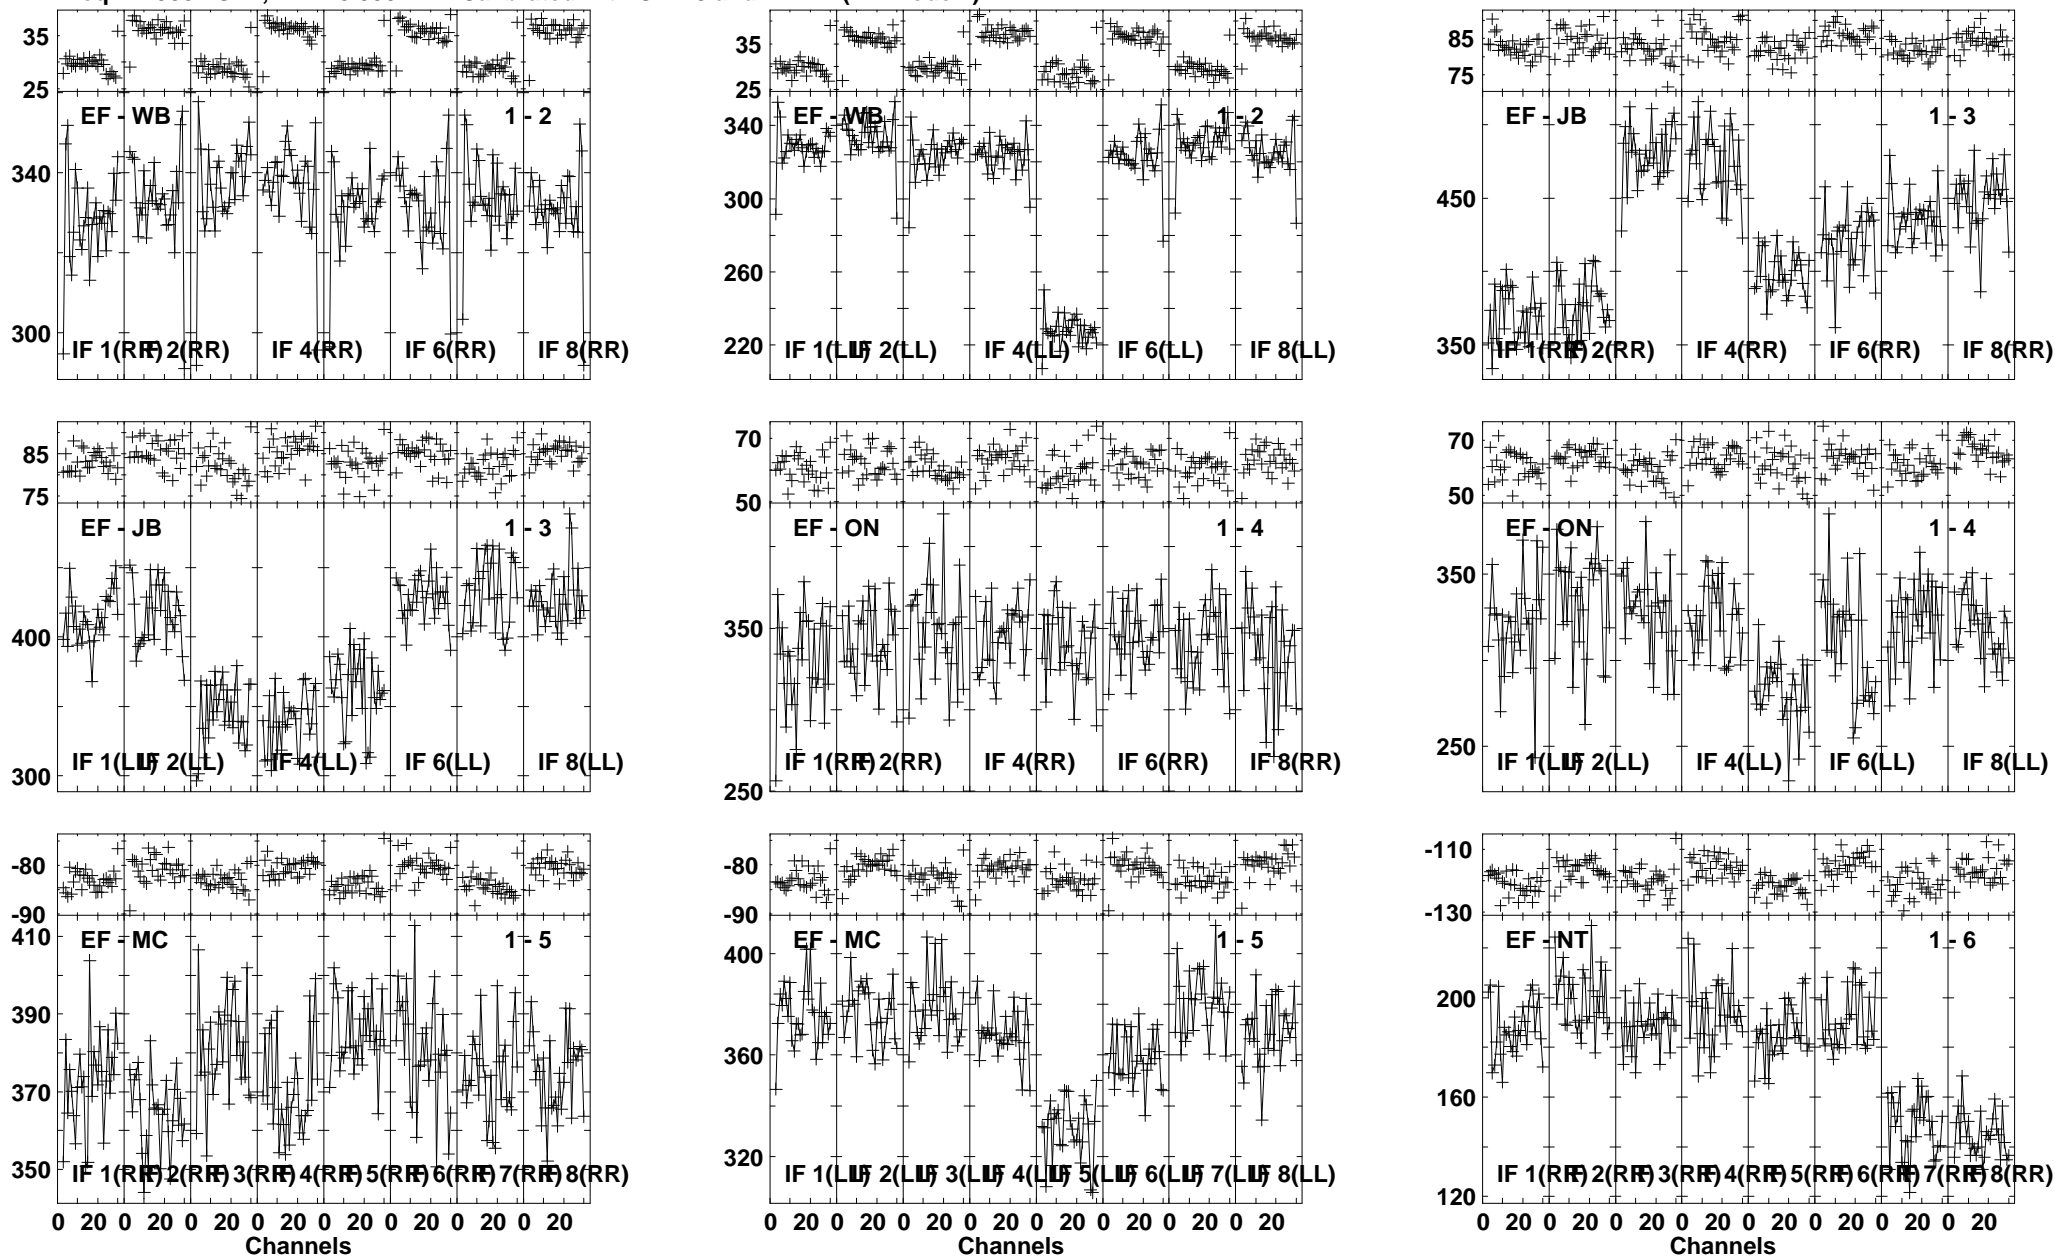 35
25
EF - WB 1 - 2
340
300
IF 1(RR) IF 2(RR) IF 4(RR) IF 6(RR) IF 8(RR)
35
25
EF - WB 1 - 2
340
300
260
220
IF 1(LL) IF 2(LL) IF 4(LL) IF 6(LL) IF 8(LL)
85
75
EF - JB 1 - 3
450
350
IF 1(RR) IF 2(RR) IF 4(RR) IF 6(RR) IF 8(RR)
85
75
EF - JB 1 - 3
400
300
IF 1(LL) IF 2(LL) IF 4(LL) IF 6(LL) IF 8(LL)
70
50
EF - ON 1 - 4
350
250
IF 1(RR) IF 2(RR) IF 4(RR) IF 6(RR) IF 8(RR)
70
50
EF - ON 1 - 4
350
250
IF 1(LL) IF 2(LL) IF 4(LL) IF 6(LL) IF 8(LL)
-80
-90
EF - MC 1 - 5
410
390
370
350
IF 1(RR) IF 2(RR) IF 3(RR) IF 4(RR) IF 5(RR) IF 6(RR) IF 7(RR) IF 8(RR)
0 20 0 20 0 20 0 20 0 20 0 20 0 20 0 20
Channels
-80
-90
EF - MC 1 - 5
400
360
320
IF 1(LL) IF 2(LL) IF 3(LL) IF 4(LL) IF 5(LL) IF 6(LL) IF 7(LL) IF 8(LL)
0 20 0 20 0 20 0 20 0 20 0 20 0 20 0 20
Channels
-110
-130
EF - NT 1 - 6
200
160
120
IF 1(RR) IF 2(RR) IF 3(RR) IF 4(RR) IF 5(RR) IF 6(RR) IF 7(RR) IF 8(RR)
0 20 0 20 0 20 0 20 0 20 0 20 0 20 0 20
Channels